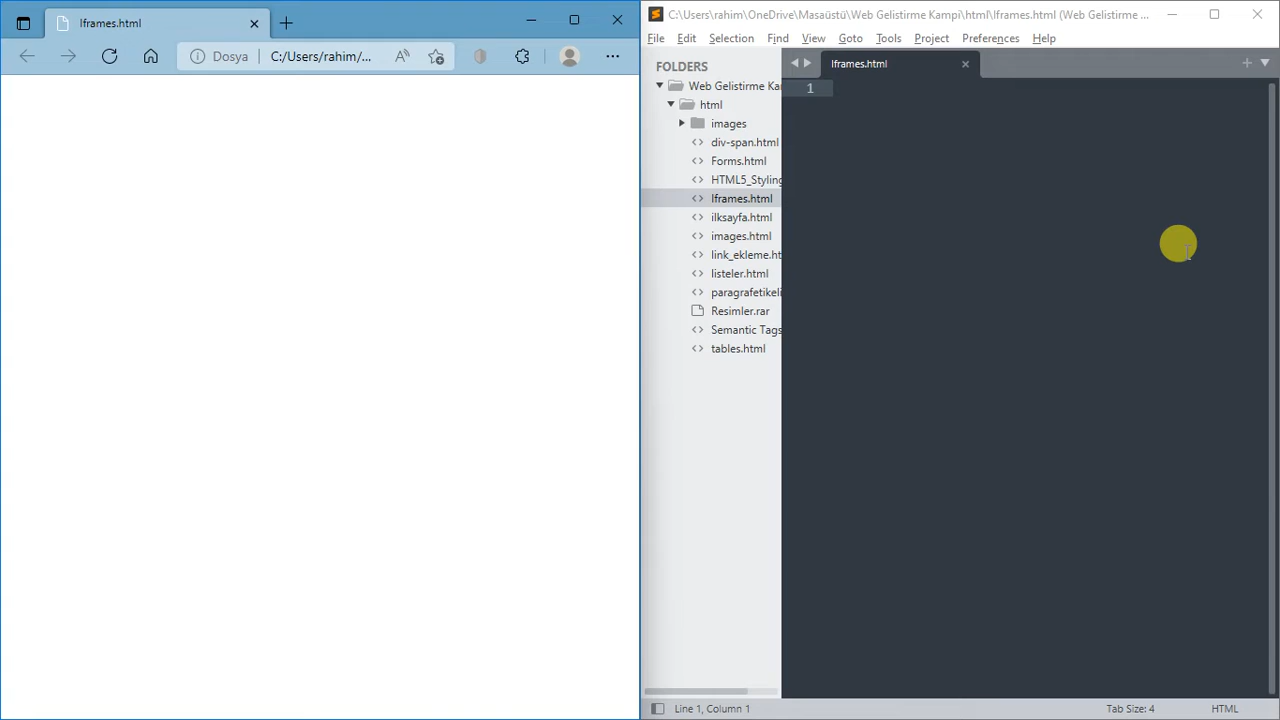 Iframes.html
Dosya
C:/Users/rahim/...
C:\Users\rahim\OneDrive\Masaüstü\Web Gelistirme Kampi\html\Iframes.html (Web Gelistirme ...
File Edit Selection Find View Goto Tools Project Preferences Help
FOLDERS
Web Gelistirme Ka
html
images
div-span.html
Forms.html
HTML5_Styling
Iframes.html
ilksayfa.html
images.html
link_ekleme.ht
listeler.html
paragrafetikeli
Resimler.rar
Semantic Tags
tables.html
Iframes.html
1
Line 1, Column 1
Tab Size: 4
HTML